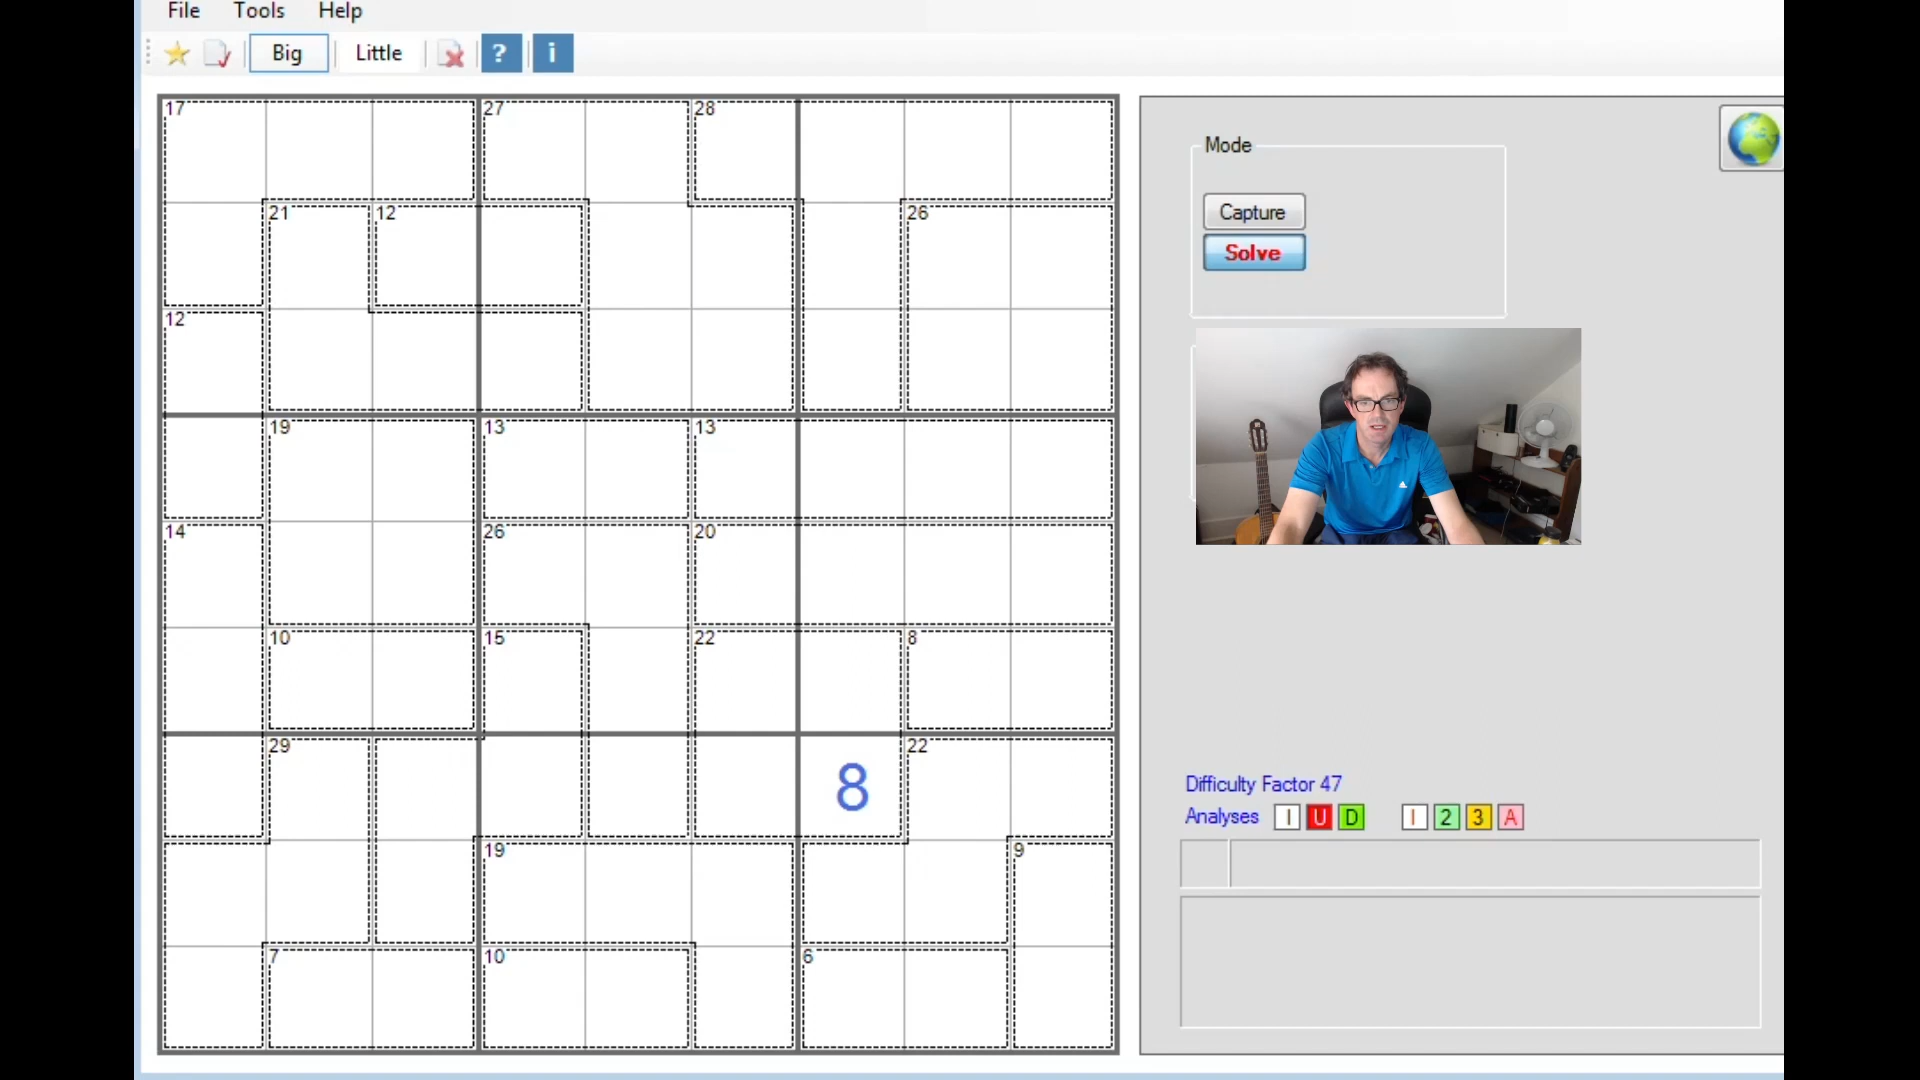 File Tools Help
Big Little ? i
17 27 28
Mode
21 12 26
Capture
Solve
12
19 13 13
14 26 20
10 15 22 8
29 22
8
Difficulty Factor 47
Analyses I U D I 2 3 A
19 9
7 10 6